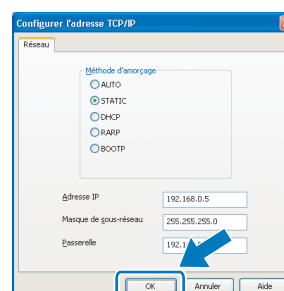 Configurer l'adresse TCP/IP
Réseau
Méthode d'amorçage
AUTO
STATIC
DHCP
RARP
BOOTP
Adresse IP 192.168.0.5
Masque de sous-réseau 255.255.255.0
Passerelle
OK Annuler Aide